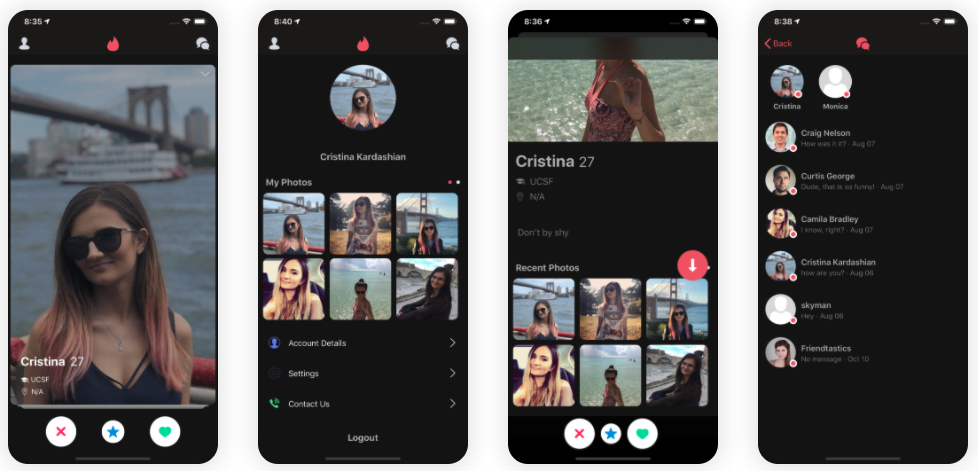 8:35
Cristina 27
UCSF
N/A
8:40
Cristina Kardashian
My Photos
Account Details
Settings
Contact Us
Logout
8:36
Cristina 27
UCSF
N/A
Don't by shy
Recent Photos
8:38
Back
Cristina
Monica
Craig Nelson
How was it it? · Aug 07
Curtis George
Dude, that is so funny! · Aug 07
Camila Bradley
I know, right? · Aug 07
Cristina Kardashian
how are you? · Aug 06
skyman
Hey · Aug 06
Friendtastics
No message · Oct 10